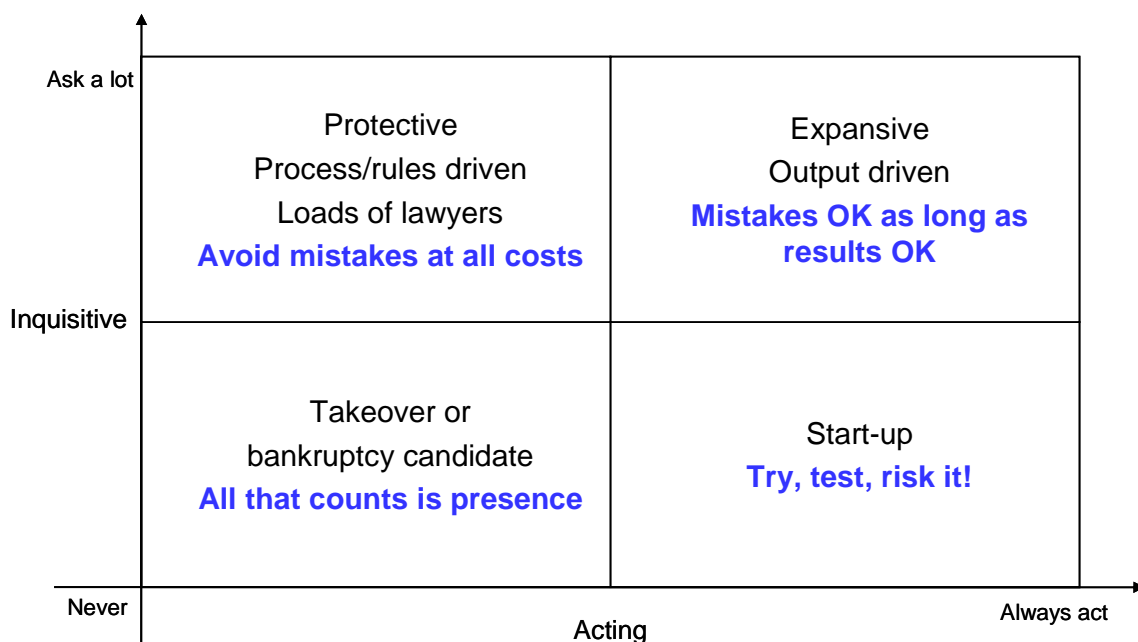 Ask a lot
Protective
Process/rules driven
Loads of lawyers
Avoid mistakes at all costs
Expansive
Output driven
Mistakes OK as long as
results OK
Inquisitive
Takeover or
bankruptcy candidate
All that counts is presence
Start-up
Try, test, risk it!
Never
Acting
Always act